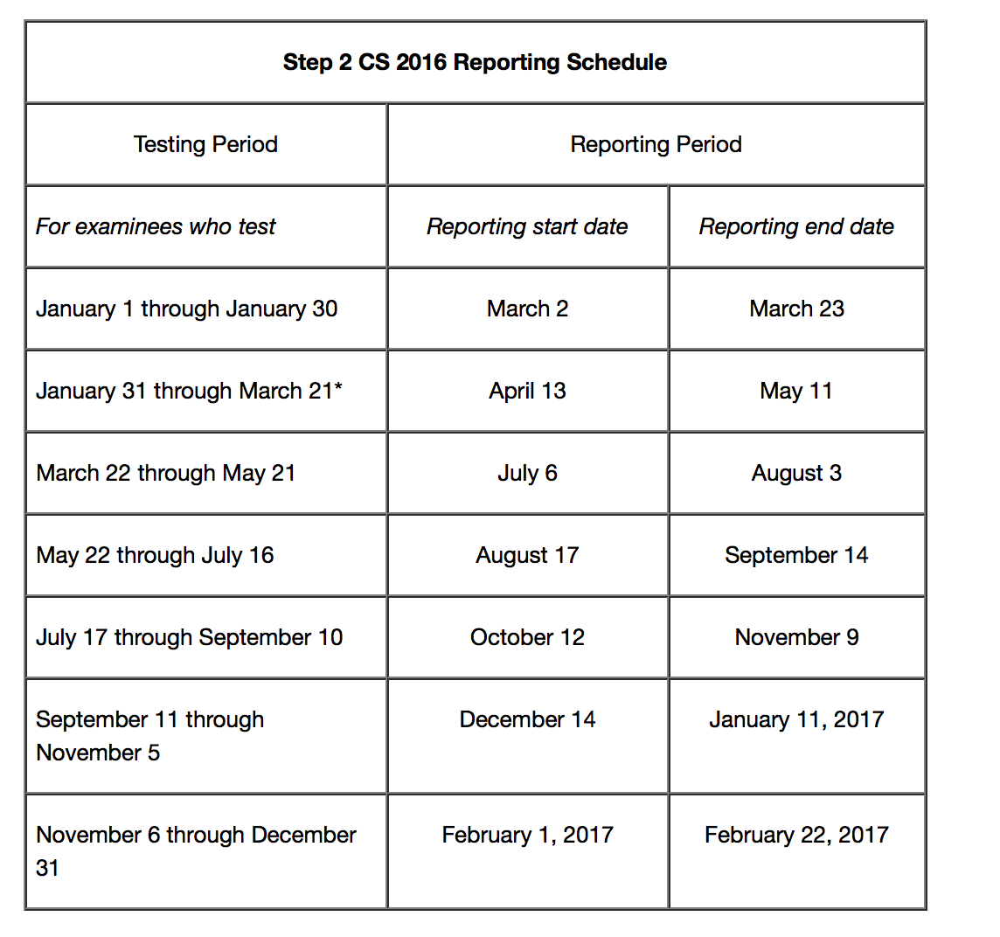 Step 2 CS 2016 Reporting Schedule
Testing Period
Reporting Period
For examinees who test
Reporting start date
Reporting end date
January 1 through January 30
March 2
March 23
January 31 through March 21*
April 13
May 11
March 22 through May 21
July 6
August 3
May 22 through July 16
August 17
September 14
July 17 through September 10
October 12
November 9
September 11 through
November 5
December 14
January 11, 2017
November 6 through December
31
February 1, 2017
February 22, 2017